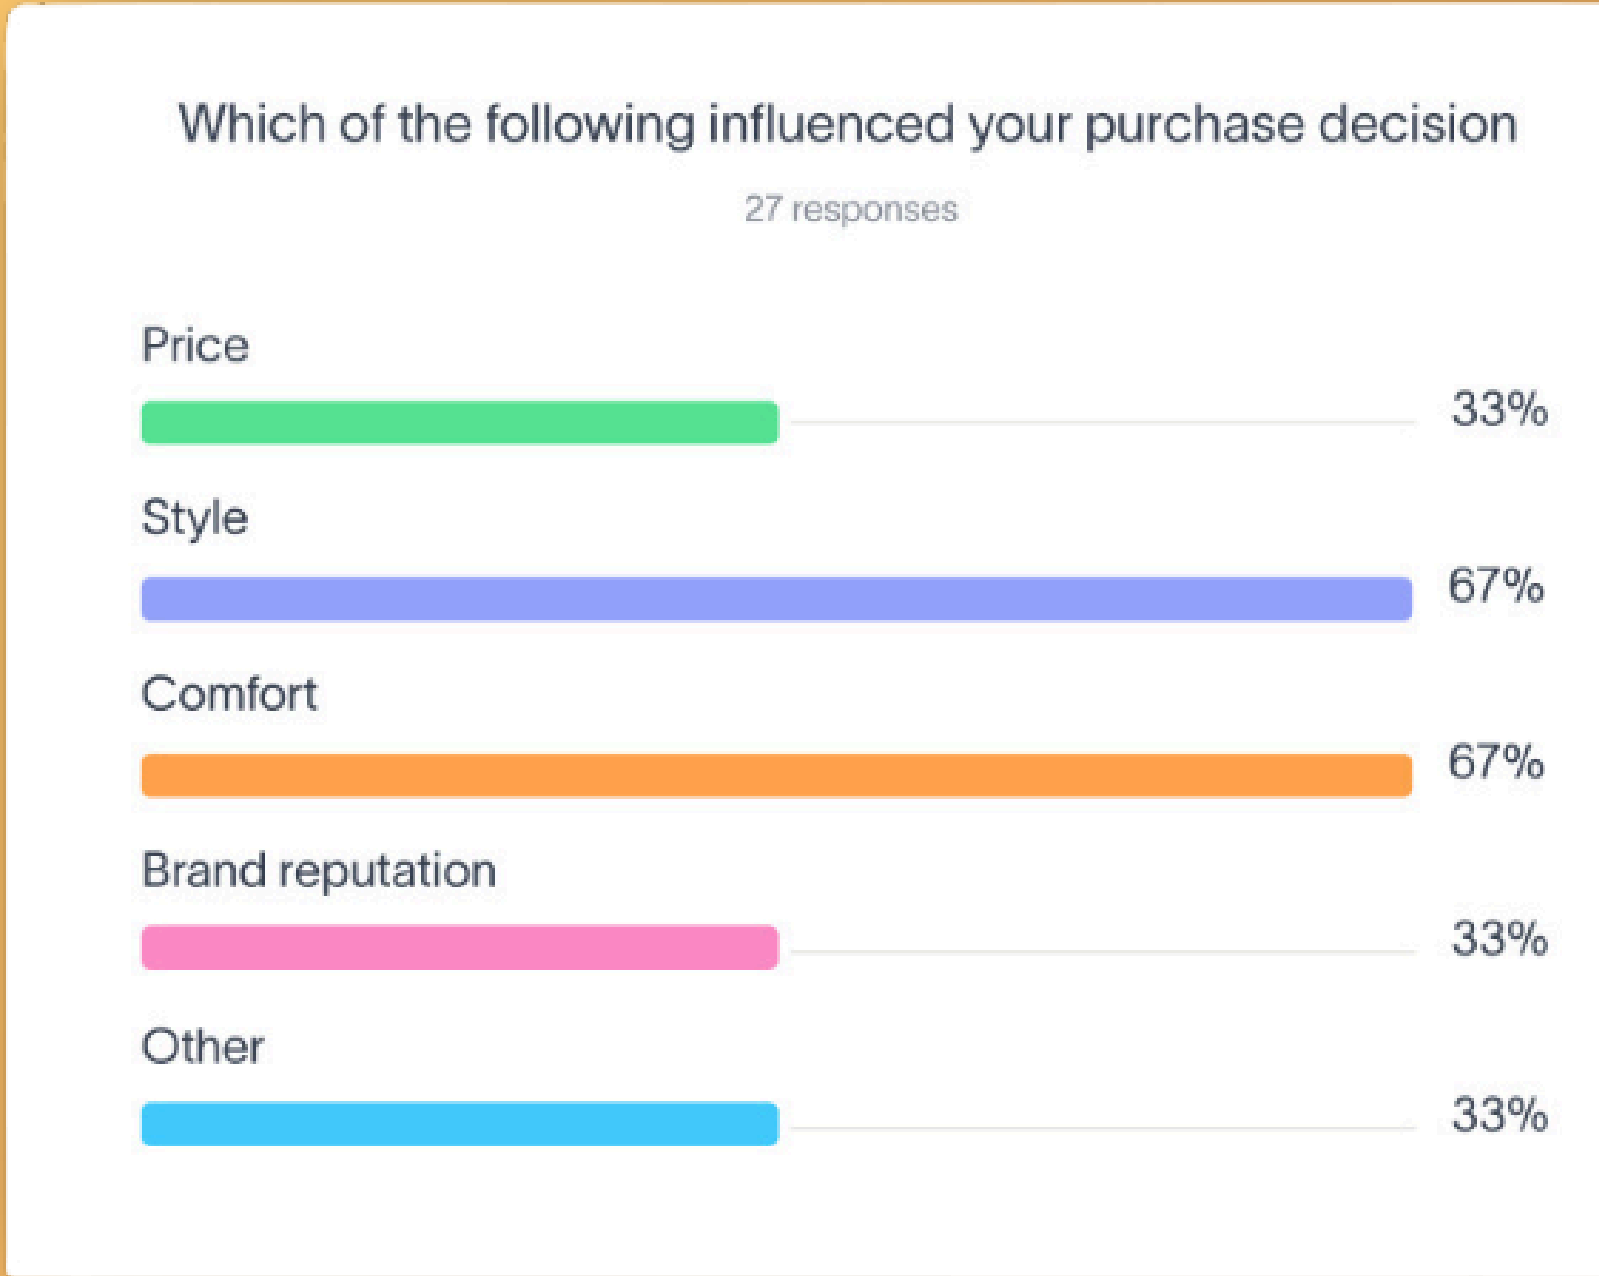 Which of the following influenced your purchase decision
27 responses
Price
33%
Style
67%
Comfort
67%
Brand reputation
33%
Other
33%